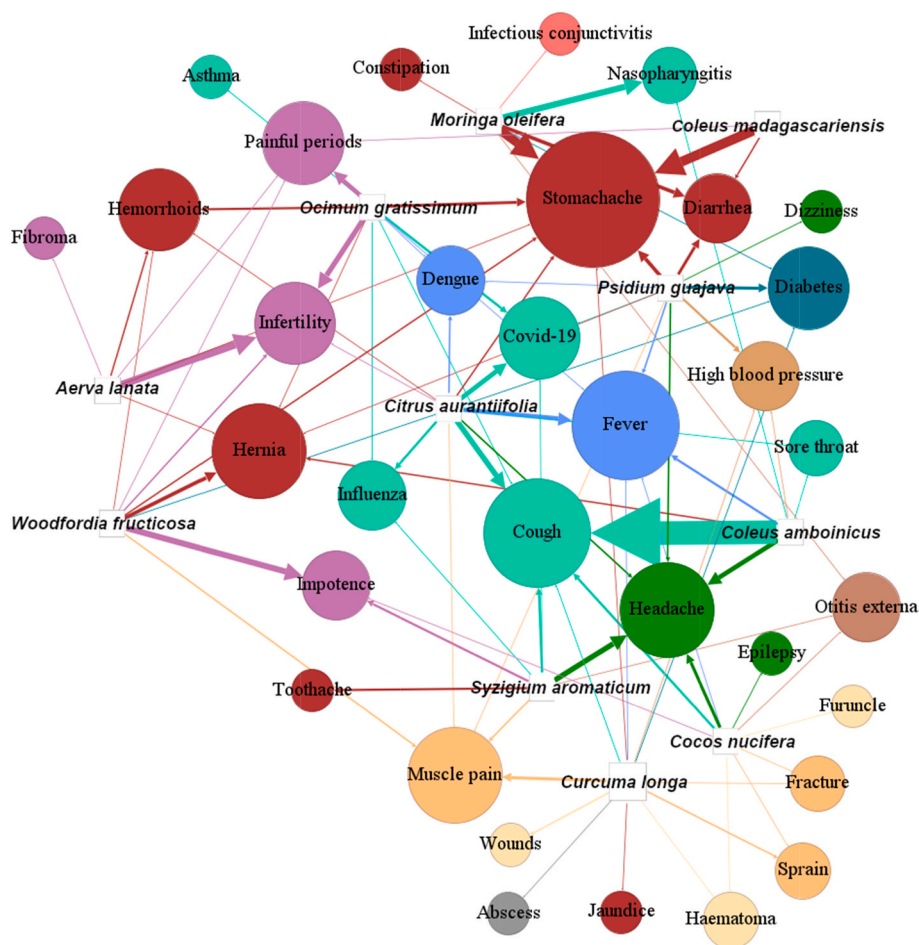 Infectious conjunctivitis
Constipation
Asthma
Nasopharyngitis
Moringa oleifera
Coleus madagascariensis
Painful periods
Stomachache
Hemorrhoids
Ocimum gratissimum
Diarrhea
Dizziness
Fibroma
Dengue
Psidium guajava
Diabetes
Infertility
Covid-19
High blood pressure
Aerva lanata
Citrus aurantiifolia
Fever
Hernia
Sore throat
Influenza
Woodfordia fructicosa
Cough
Coleus amboinicus
Impotence
Headache
Otitis externa
Epilepsy
Toothache
Syzigium aromaticum
Furuncle
Cocos nucifera
Muscle pain
Curcuma longa
Fracture
Wounds
Sprain
Abscess
Jaundice
Haematoma